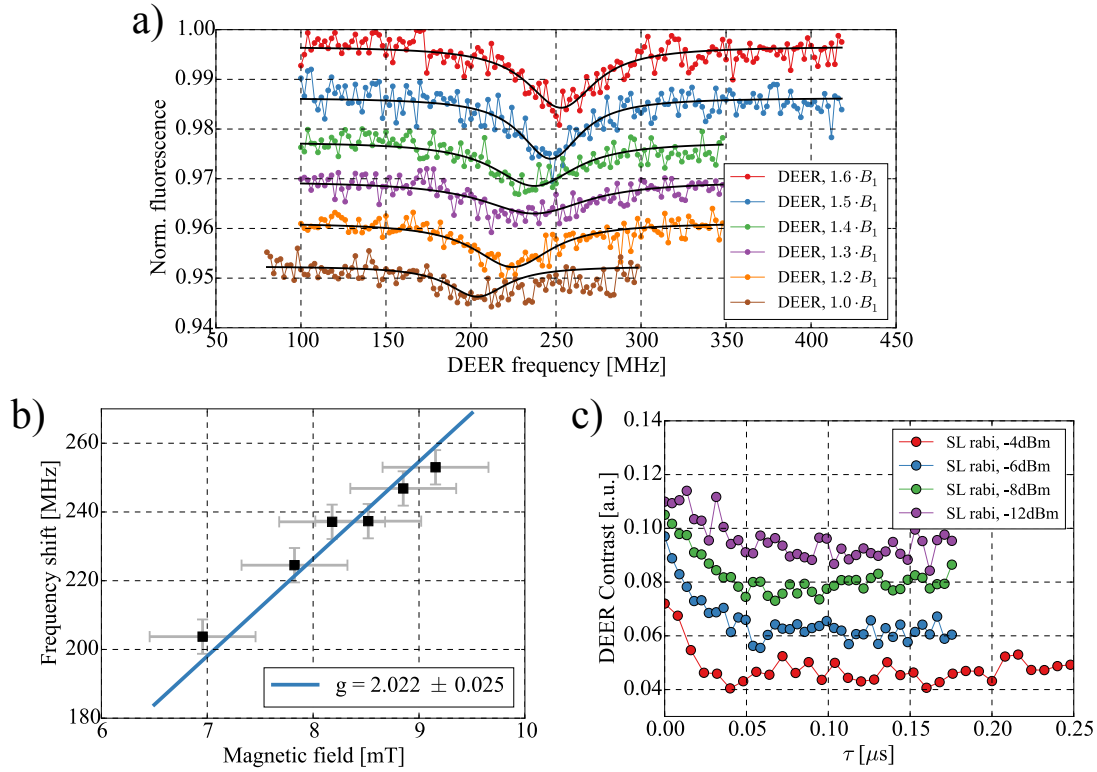 a)
1.00
0.99
0.98
0.97
0.96
0.95
0.94
Norm. fluorescence
50 100 150 200 250 300 350 400 450
DEER frequency [MHz]
DEER, 1.6 · B₁
DEER, 1.5 · B₁
DEER, 1.4 · B₁
DEER, 1.3 · B₁
DEER, 1.2 · B₁
DEER, 1.0 · B₁
b)
260
240
220
200
180
Frequency shift [MHz]
6 7 8 9 10
Magnetic field [mT]
g = 2.022 ± 0.025
c)
0.14
0.12
0.10
0.08
0.06
0.04
DEER Contrast [a.u.]
0.00 0.05 0.10 0.15 0.20 0.25
τ [μs]
SL rabi, -4dBm
SL rabi, -6dBm
SL rabi, -8dBm
SL rabi, -12dBm